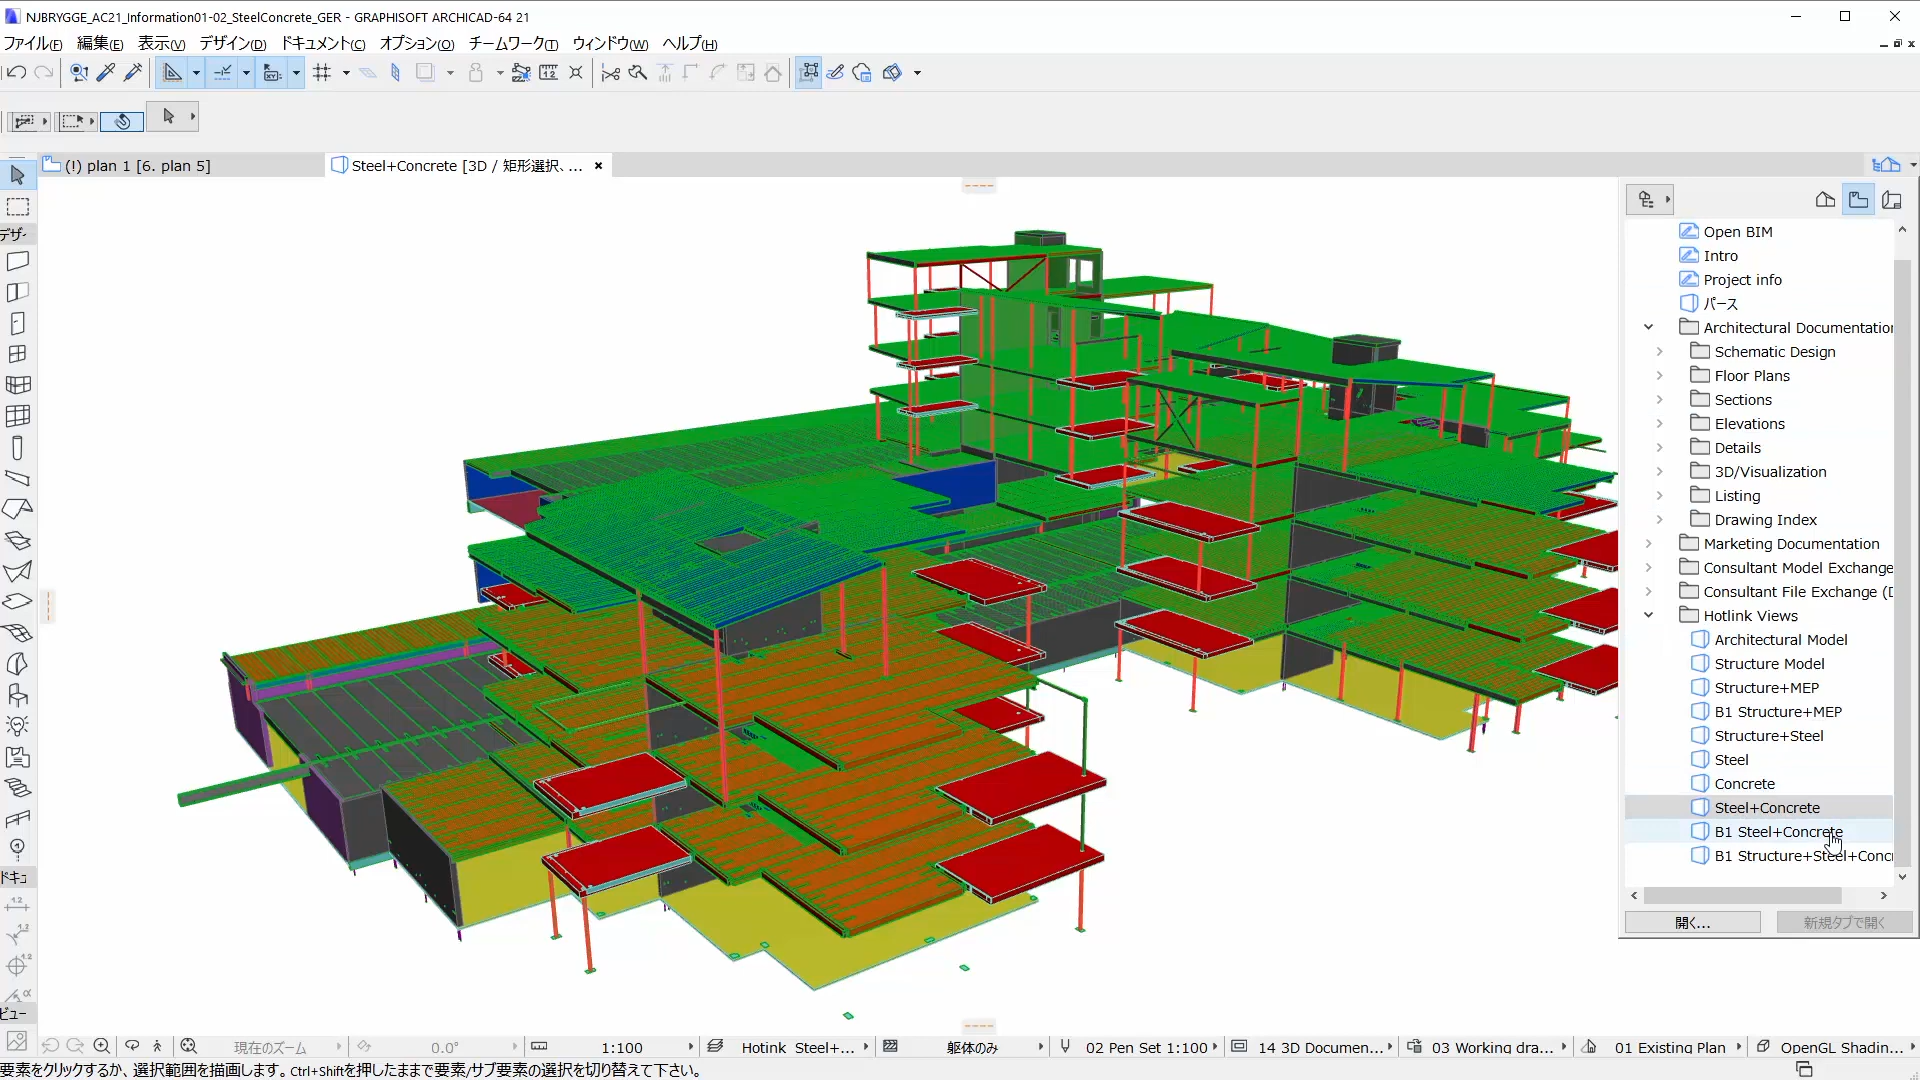 NJBRYGGE_AC21_Information01-02_SteelConcrete_GER - GRAPHISOFT ARCHICAD-64 21
ファイル(F) 編集(E) 表示(V) デザイン(D) ドキュメント(C) オプション(O) チームワーク(T) ウィンドウ(W) ヘルプ(H)
(!) plan 1 [6. plan 5]
Steel+Concrete [3D / 矩形選択、...
デザ
ドキュ
ビュー
Open BIM
Intro
Project info
パース
Architectural Documentation
Schematic Design
Floor Plans
Sections
Elevations
Details
3D/Visualization
Listing
Drawing Index
Marketing Documentation
Consultant Model Exchange
Consultant File Exchange (D
Hotlink Views
Architectural Model
Structure Model
Structure+MEP
B1 Structure+MEP
Structure+Steel
Steel
Concrete
Steel+Concrete
B1 Steel+Concrete
B1 Structure+Steel+Conc
開く...
新規タブで開く
現在のズーム
0.0°
1:100
Hotink Steel+...
躯体のみ
02 Pen Set 1:100
14 3D Documen...
03 Working dra...
01 Existing Plan
OpenGL Shadin...
要素をクリックするか、選択範囲を描画します。Ctrl+Shiftを押したままで要素/サブ要素の選択を切り替えて下さい。